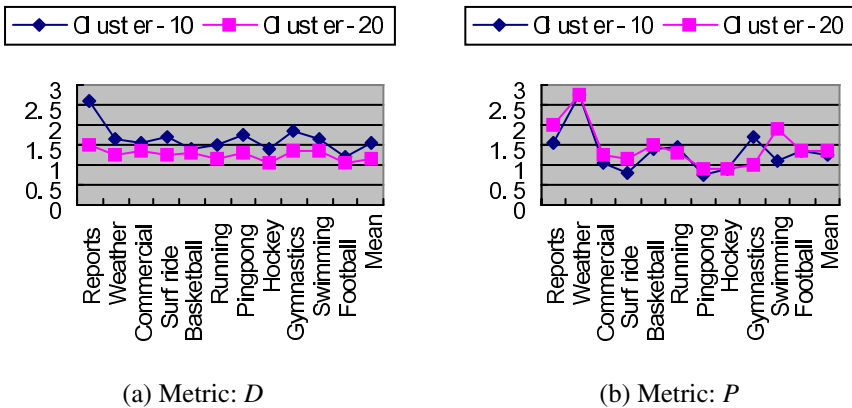 Cluster-10 Cluster-20
3
2.5
2
1.5
1
0.5
0
Reports
Weather
Commercial
Surf ride
Basketball
Running
Pingpong
Hockey
Gymnastics
Swimming
Football
Mean
(a) Metric: D
Cluster-10 Cluster-20
3
2.5
2
1.5
1
0.5
0
Reports
Weather
Commercial
Surf ride
Basketball
Running
Pingpong
Hockey
Gymnastics
Swimming
Football
Mean
(b) Metric: P